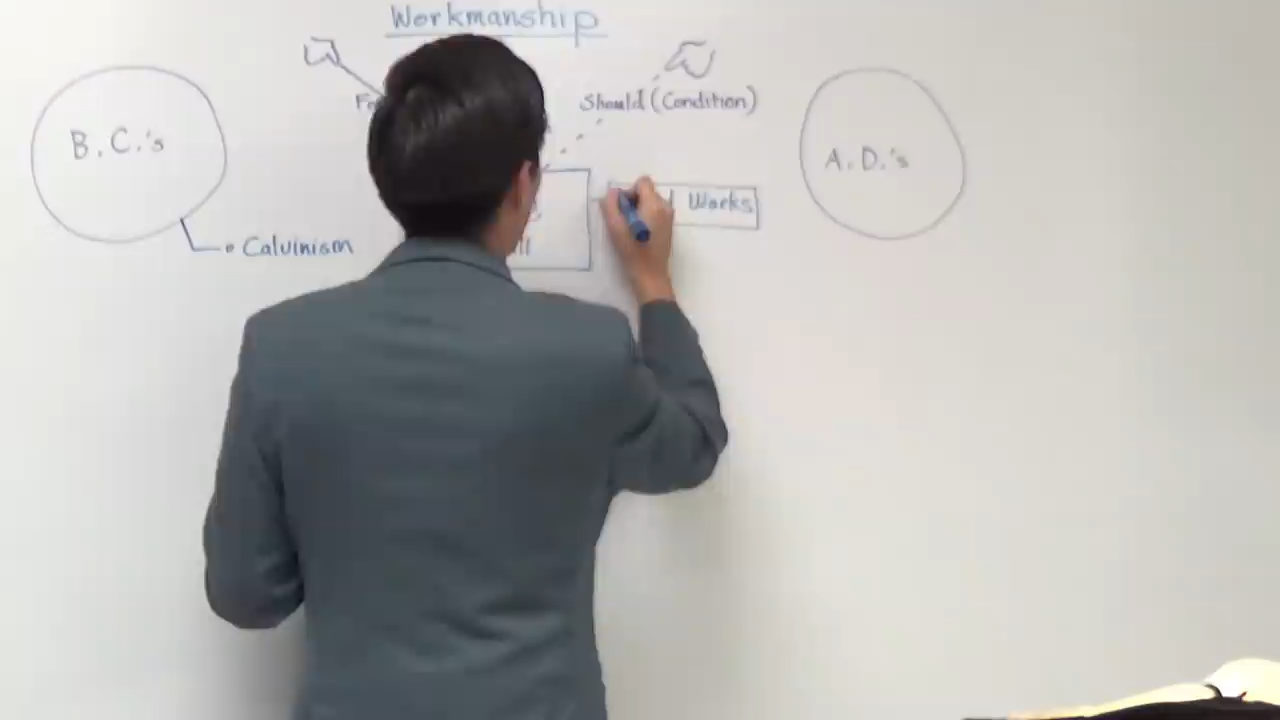 Workmanship
Should (Condition)
B. C.'s
A. D.'s
Works
Calvinism